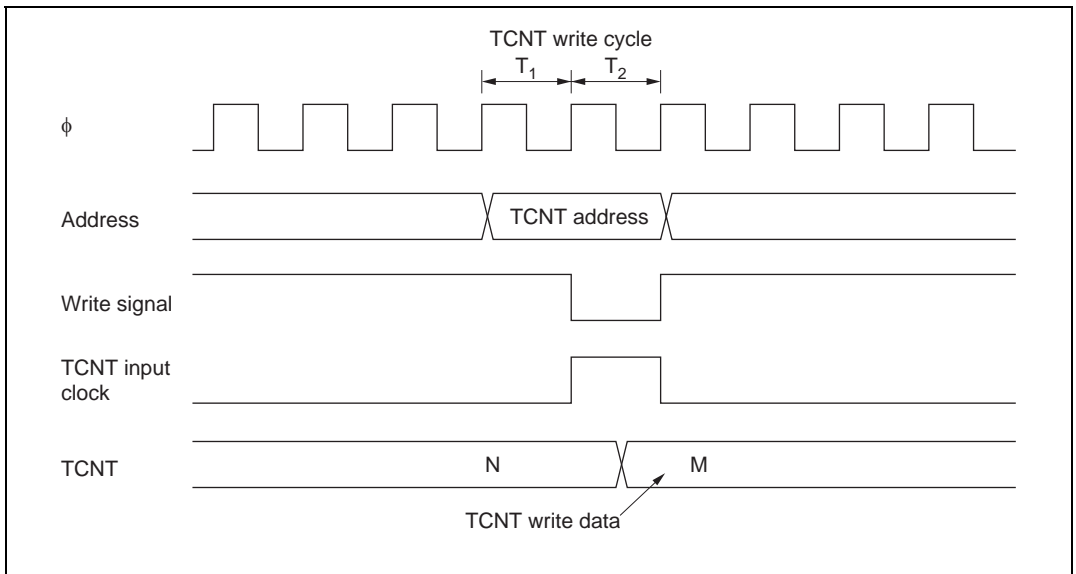 TCNT write cycle
T1 T2
ϕ
Address
TCNT address
Write signal
TCNT input
clock
TCNT
N
M
TCNT write data